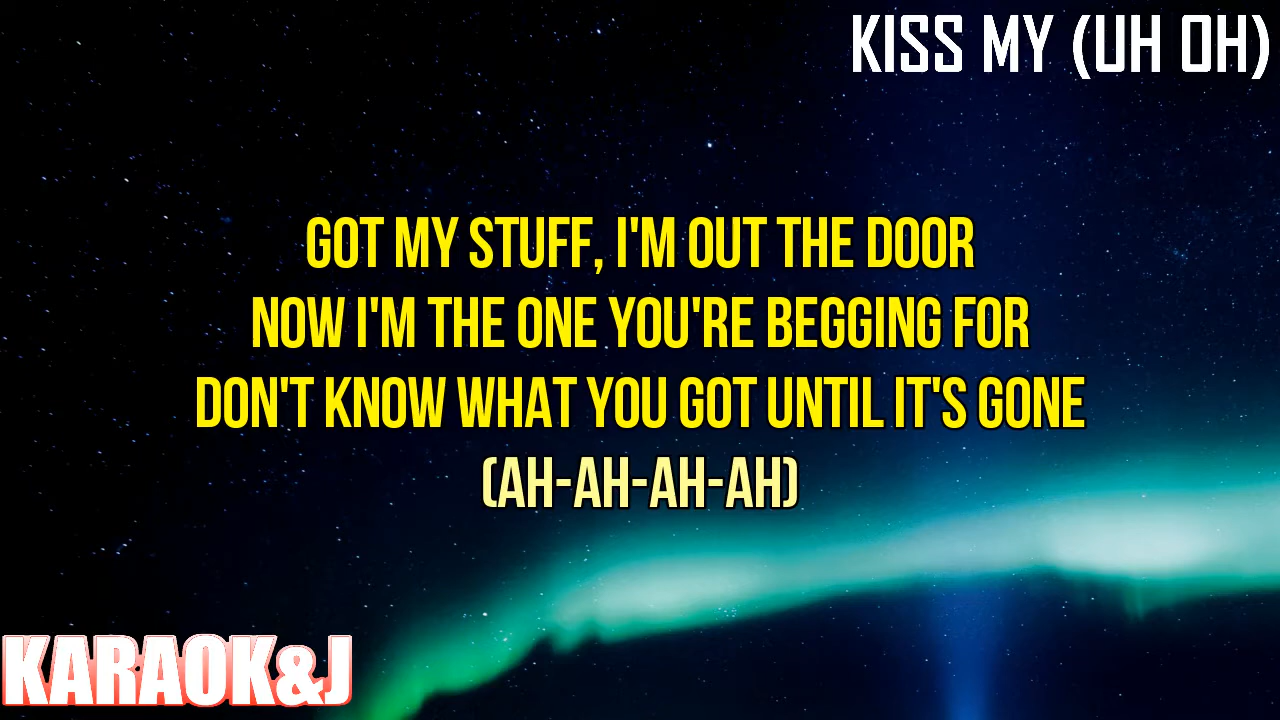 KISS MY (UH OH)
GOT MY STUFF, I'M OUT THE DOOR
NOW I'M THE ONE YOU'RE BEGGING FOR
DON'T KNOW WHAT YOU GOT UNTIL IT'S GONE
(AH-AH-AH-AH)
KARAOK&J